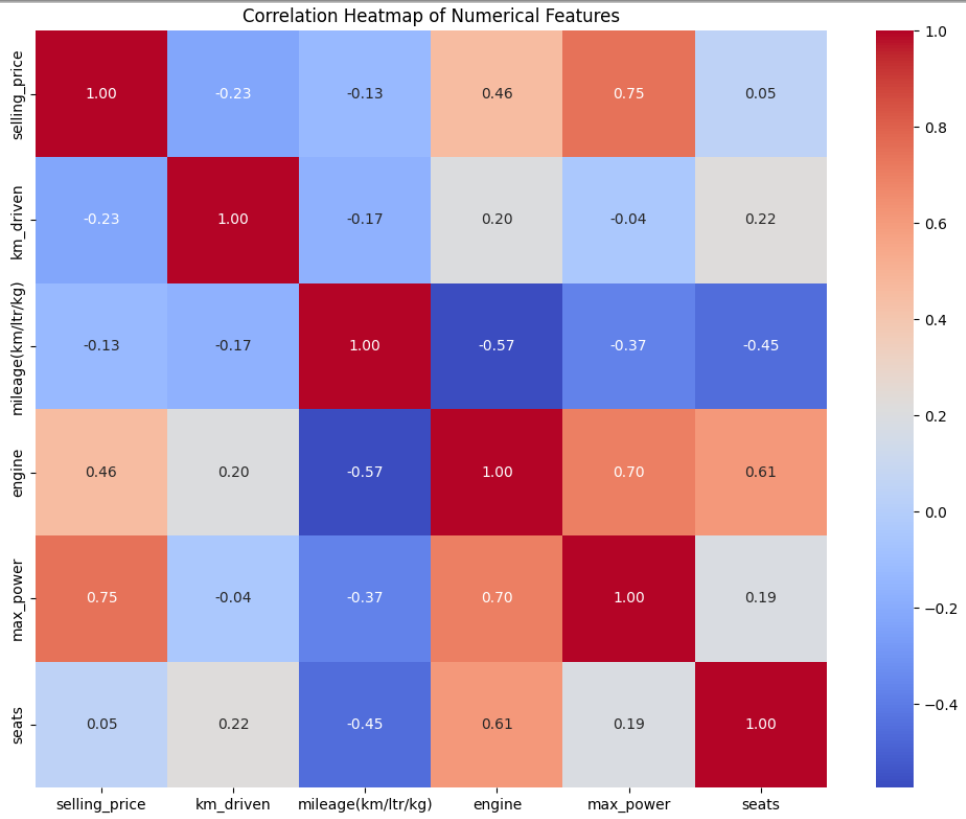 Correlation Heatmap of Numerical Features
selling_price
1.00 -0.23 -0.13 0.46 0.75 0.05
km_driven
-0.23 1.00 -0.17 0.20 -0.04 0.22
mileage(km/ltr/kg)
-0.13 -0.17 1.00 -0.57 -0.37 -0.45
engine
0.46 0.20 -0.57 1.00 0.70 0.61
max_power
0.75 -0.04 -0.37 0.70 1.00 0.19
seats
0.05 0.22 -0.45 0.61 0.19 1.00
selling_price km_driven mileage(km/ltr/kg) engine max_power seats
1.0
0.8
0.6
0.4
0.2
0.0
−0.2
−0.4